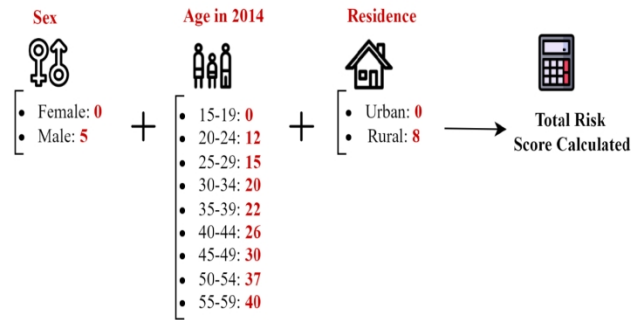 Sex
Female: 0
Male: 5
Age in 2014
15-19: 0
20-24: 12
25-29: 15
30-34: 20
35-39: 22
40-44: 26
45-49: 30
50-54: 37
55-59: 40
Residence
Urban: 0
Rural: 8
Total Risk
Score Calculated